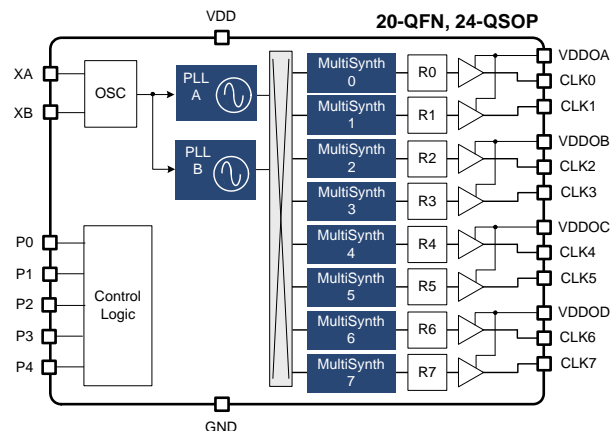 VDD
20-QFN, 24-QSOP
XA
XB
OSC
PLL
A
PLL
B
MultiSynth
0
R0
VDDOA
CLK0
MultiSynth
1
R1
CLK1
MultiSynth
2
R2
VDDOB
CLK2
MultiSynth
3
R3
CLK3
P0
P1
P2
P3
P4
Control
Logic
MultiSynth
4
R4
VDDOC
CLK4
MultiSynth
5
R5
CLK5
MultiSynth
6
R6
VDDOD
CLK6
MultiSynth
7
R7
CLK7
GND